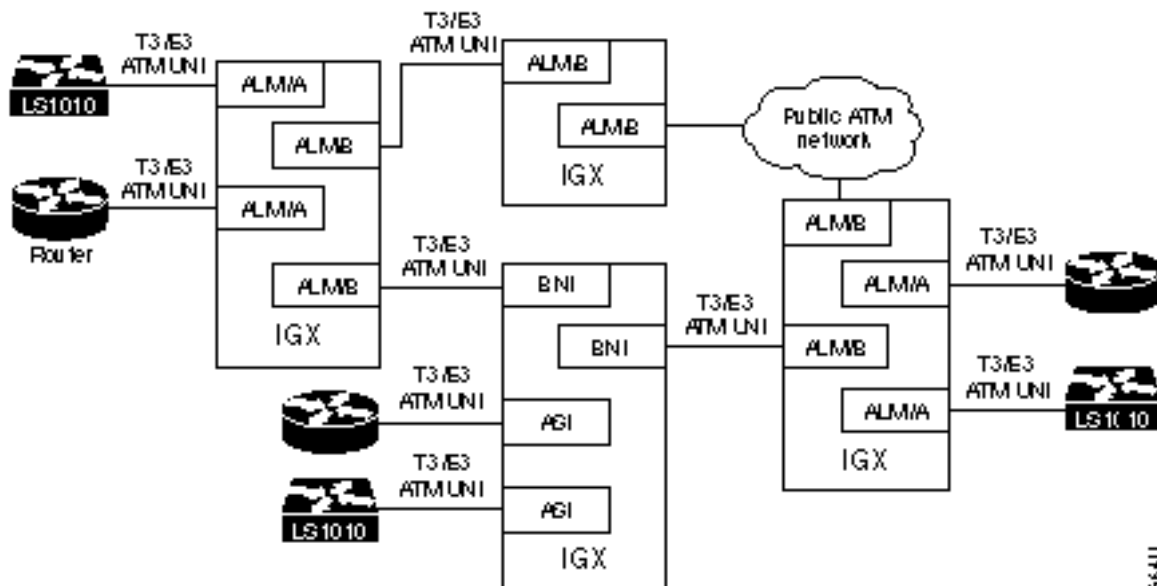 T3/E3
ATM UNI
LS1010
ALM/A
ALM/B
T3/E3
ATM UNI
ALM/B
ALM/B
IGX
Public ATM
network
T3/E3
ATM UNI
Router
ALM/A
ALM/B
IGX
T3/E3
ATM UNI
BNI
BNI
T3/E3
ATM UNI
ALM/B
ALM/A
T3/E3
ATM UNI
ALM/B
ALM/A
IGX
T3/E3
ATM UNI
LS1010
T3/E3
ATM UNI
ASI
T3/E3
ATM UNI
LS1010
ASI
IGX